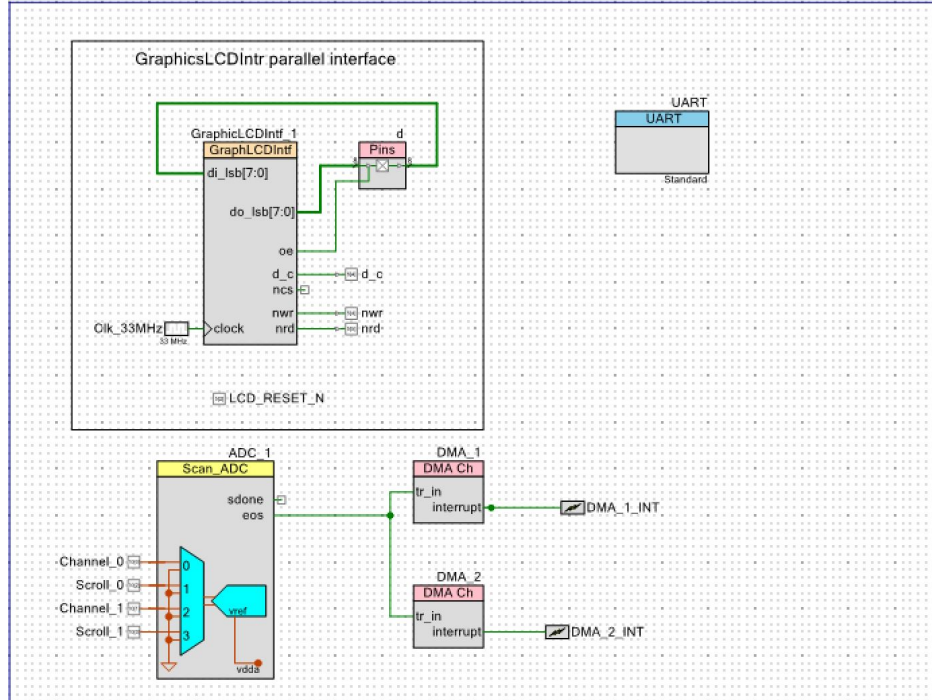 GraphicsLCDIntr parallel interface
GraphicLCDIntf_1
GraphLCDIntf
di_lsb[7:0]
do_lsb[7:0]
oe
d_c
ncs
nwr
nrd
clock
d
Pins
d_c
nwr
nrd
Clk_33MHz
33 MHz
LCD_RESET_N
UART
UART
Standard
ADC_1
Scan_ADC
sdone
eos
Channel_0
Scroll_0
Channel_1
Scroll_1
0
1
2
3
vref
vdda
DMA_1
DMA Ch
tr_in
interrupt
DMA_1_INT
DMA_2
DMA Ch
tr_in
interrupt
DMA_2_INT